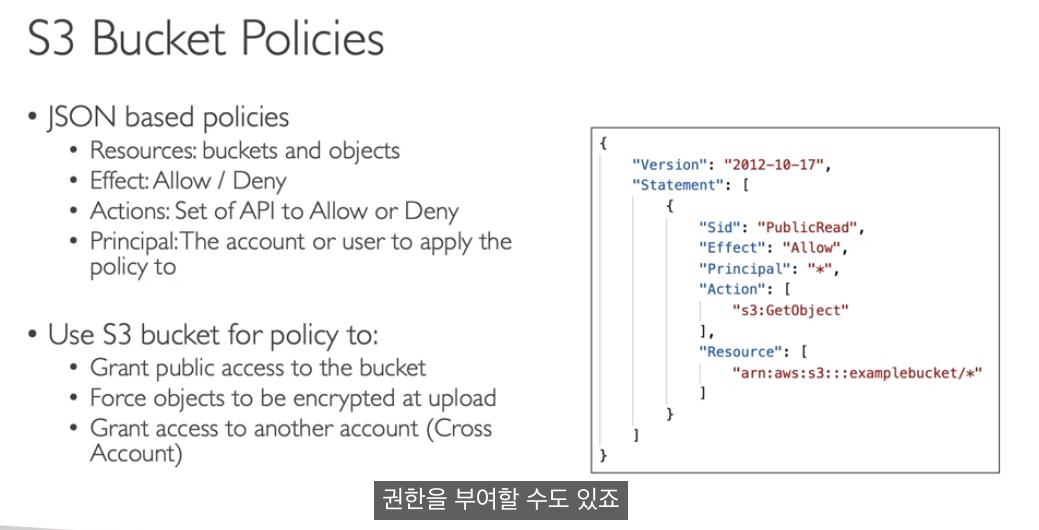 S3 Bucket Policies
• JSON based policies
• Resources: buckets and objects
• Effect: Allow / Deny
• Actions: Set of API to Allow or Deny
• Principal: The account or user to apply the
policy to
• Use S3 bucket for policy to:
• Grant public access to the bucket
• Force objects to be encrypted at upload
• Grant access to another account (Cross
Account)
{
"Version": "2012-10-17",
"Statement": [
{
"Sid": "PublicRead",
"Effect": "Allow",
"Principal": "*",
"Action": [
"s3:GetObject"
],
"Resource": [
"arn:aws:s3:::examplebucket/*"
]
}
]
}
권한을 부여할 수도 있죠